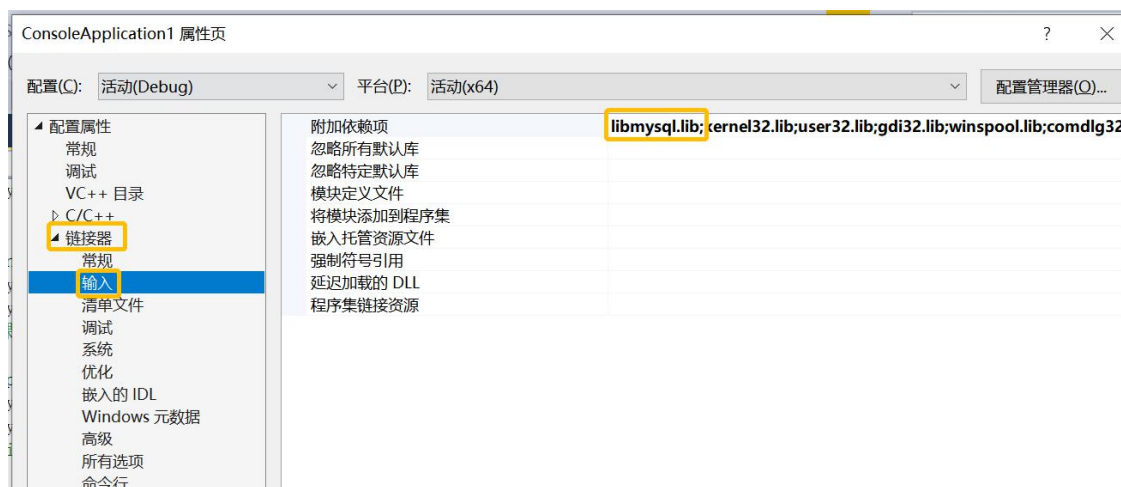 ConsoleApplication1 属性页
配置(C): 活动(Debug) 平台(P): 活动(x64) 配置管理器(O)...
配置属性
常规
调试
VC++ 目录
C/C++
链接器
常规
输入
清单文件
调试
系统
优化
嵌入的 IDL
Windows 元数据
高级
所有选项
命令行
附加依赖项 libmysql.lib;kernel32.lib;user32.lib;gdi32.lib;winspool.lib;comdlg32
忽略所有默认库
忽略特定默认库
模块定义文件
将模块添加到程序集
嵌入托管资源文件
强制符号引用
延迟加载的 DLL
程序集链接资源